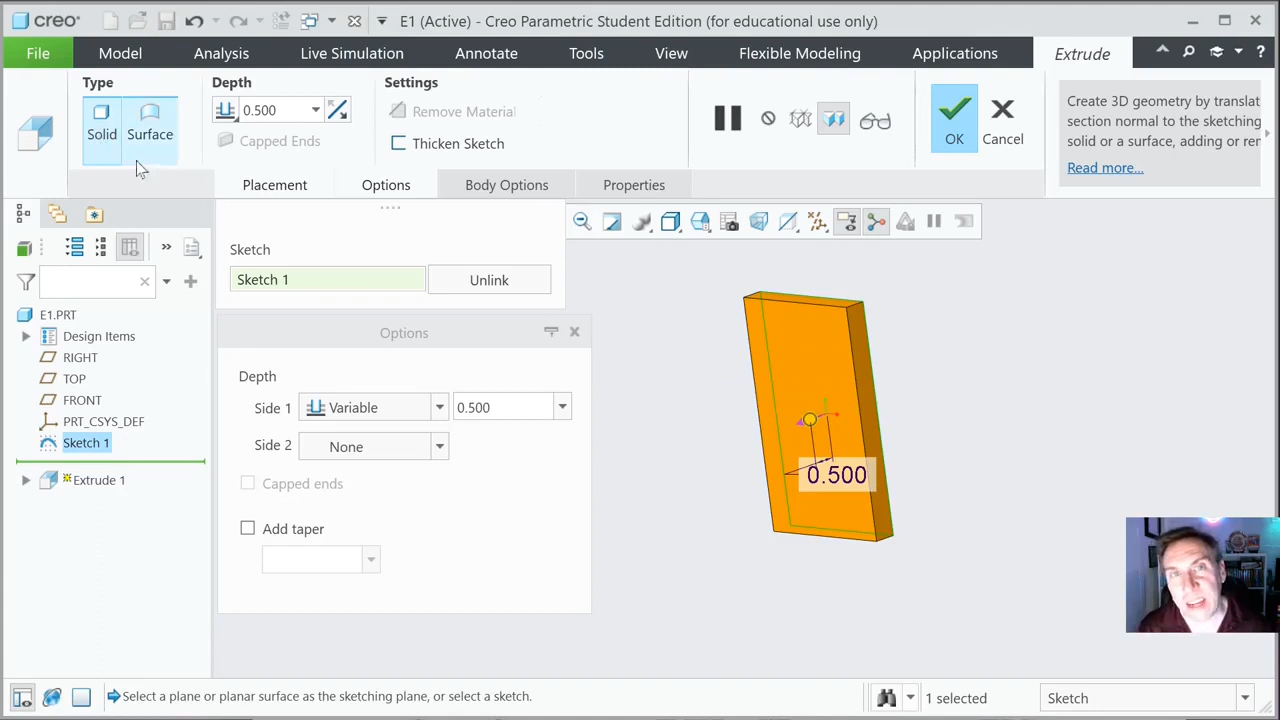 creo
E1 (Active) - Creo Parametric Student Edition (for educational use only)
File
Model
Analysis
Live Simulation
Annotate
Tools
View
Flexible Modeling
Applications
Extrude
Type
Solid
Surface
Depth
0.500
Capped Ends
Settings
Remove Material
Thicken Sketch
OK
Cancel
Create 3D geometry by translat
section normal to the sketching
solid or a surface, adding or rer
Read more...
Placement
Options
Body Options
Properties
Sketch
Sketch 1
Unlink
Options
Depth
Side 1
Variable
0.500
Side 2
None
Capped ends
Add taper
E1.PRT
Design Items
RIGHT
TOP
FRONT
PRT_CSYS_DEF
Sketch 1
Extrude 1
0.500
Select a plane or planar surface as the sketching plane, or select a sketch.
1 selected
Sketch